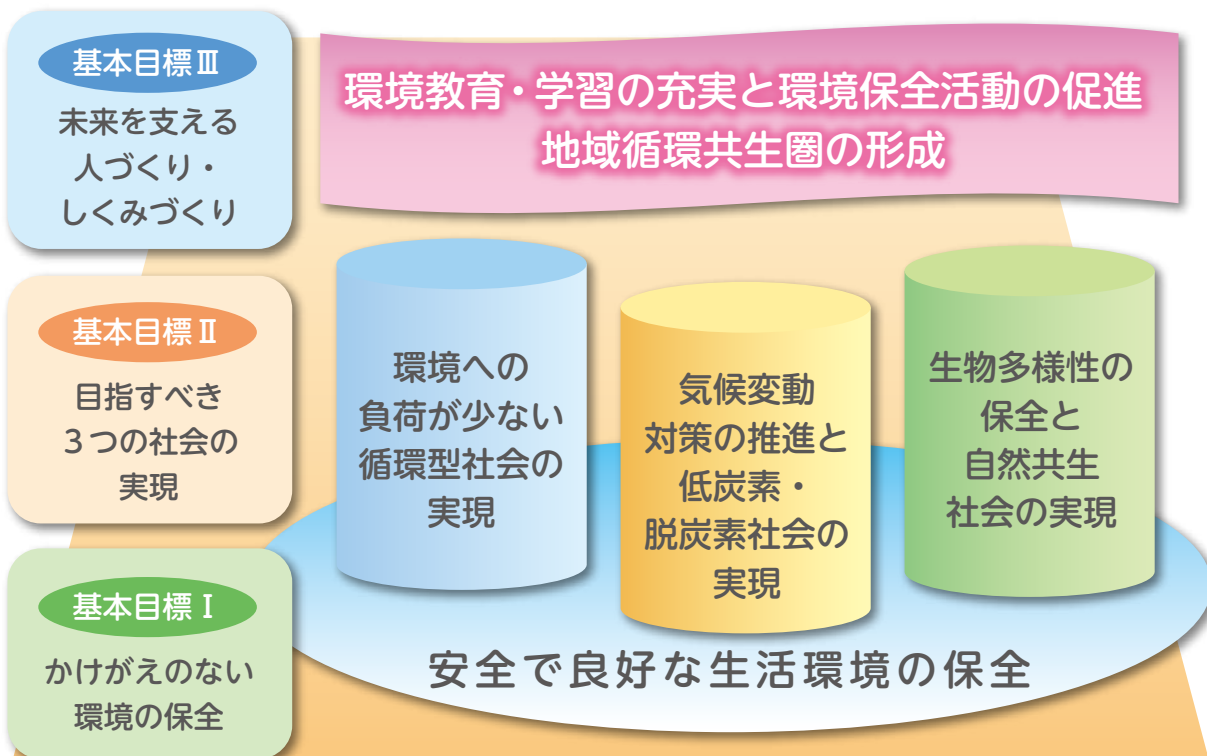 基本目標Ⅲ
未来を支える
人づくり・
しくみづくり
環境教育・学習の充実と環境保全活動の促進
地域循環共生圏の形成
基本目標Ⅱ
目指すべき
３つの社会の
実現
環境への
負荷が少ない
循環型社会の
実現
気候変動
対策の推進と
低炭素・
脱炭素社会の
実現
生物多様性の
保全と
自然共生
社会の実現
基本目標Ⅰ
かけがえのない
環境の保全
安全で良好な生活環境の保全